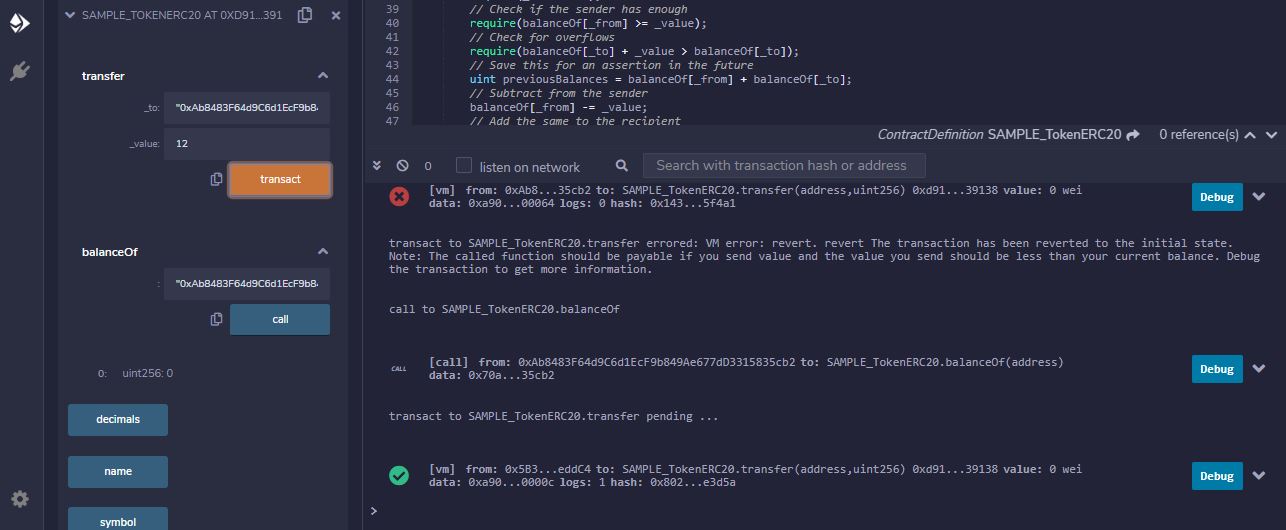 SAMPLE_TOKENERC20 AT 0XD91...391
transfer
_to: "0xAb8483F64d9C6d1EcF9b8
_value: 12
transact
balanceOf
: "0xAb8483F64d9C6d1EcF9b8
call
0: uint256: 0
decimals
name
symbol
39 // Check if the sender has enough
40 require(balanceOf[_from] >= _value);
41 // Check for overflows
42 require(balanceOf[_to] + _value > balanceOf[_to]);
43 // Save this for an assertion in the future
44 uint previousBalances = balanceOf[_from] + balanceOf[_to];
45 // Subtract from the sender
46 balanceOf[_from] -= _value;
47 // Add the same to the recipient
ContractDefinition SAMPLE_TokenERC20 0 reference(s)
0 listen on network Search with transaction hash or address
[vm] from: 0xAb8...35cb2 to: SAMPLE_TokenERC20.transfer(address,uint256) 0xd91...39138 value: 0 wei
data: 0xa90...00064 logs: 0 hash: 0x143...5f4a1
Debug
transact to SAMPLE_TokenERC20.transfer errored: VM error: revert. revert The transaction has been reverted to the initial state.
Note: The called function should be payable if you send value and the value you send should be less than your current balance. Debug
the transaction to get more information.
call to SAMPLE_TokenERC20.balanceOf
CALL [call] from: 0xAb8483F64d9C6d1EcF9b849Ae677dD3315835cb2 to: SAMPLE_TokenERC20.balanceOf(address)
data: 0x70a...35cb2
Debug
transact to SAMPLE_TokenERC20.transfer pending ...
[vm] from: 0x5B3...eddC4 to: SAMPLE_TokenERC20.transfer(address,uint256) 0xd91...39138 value: 0 wei
data: 0xa90...0000c logs: 1 hash: 0x802...e3d5a
Debug
>